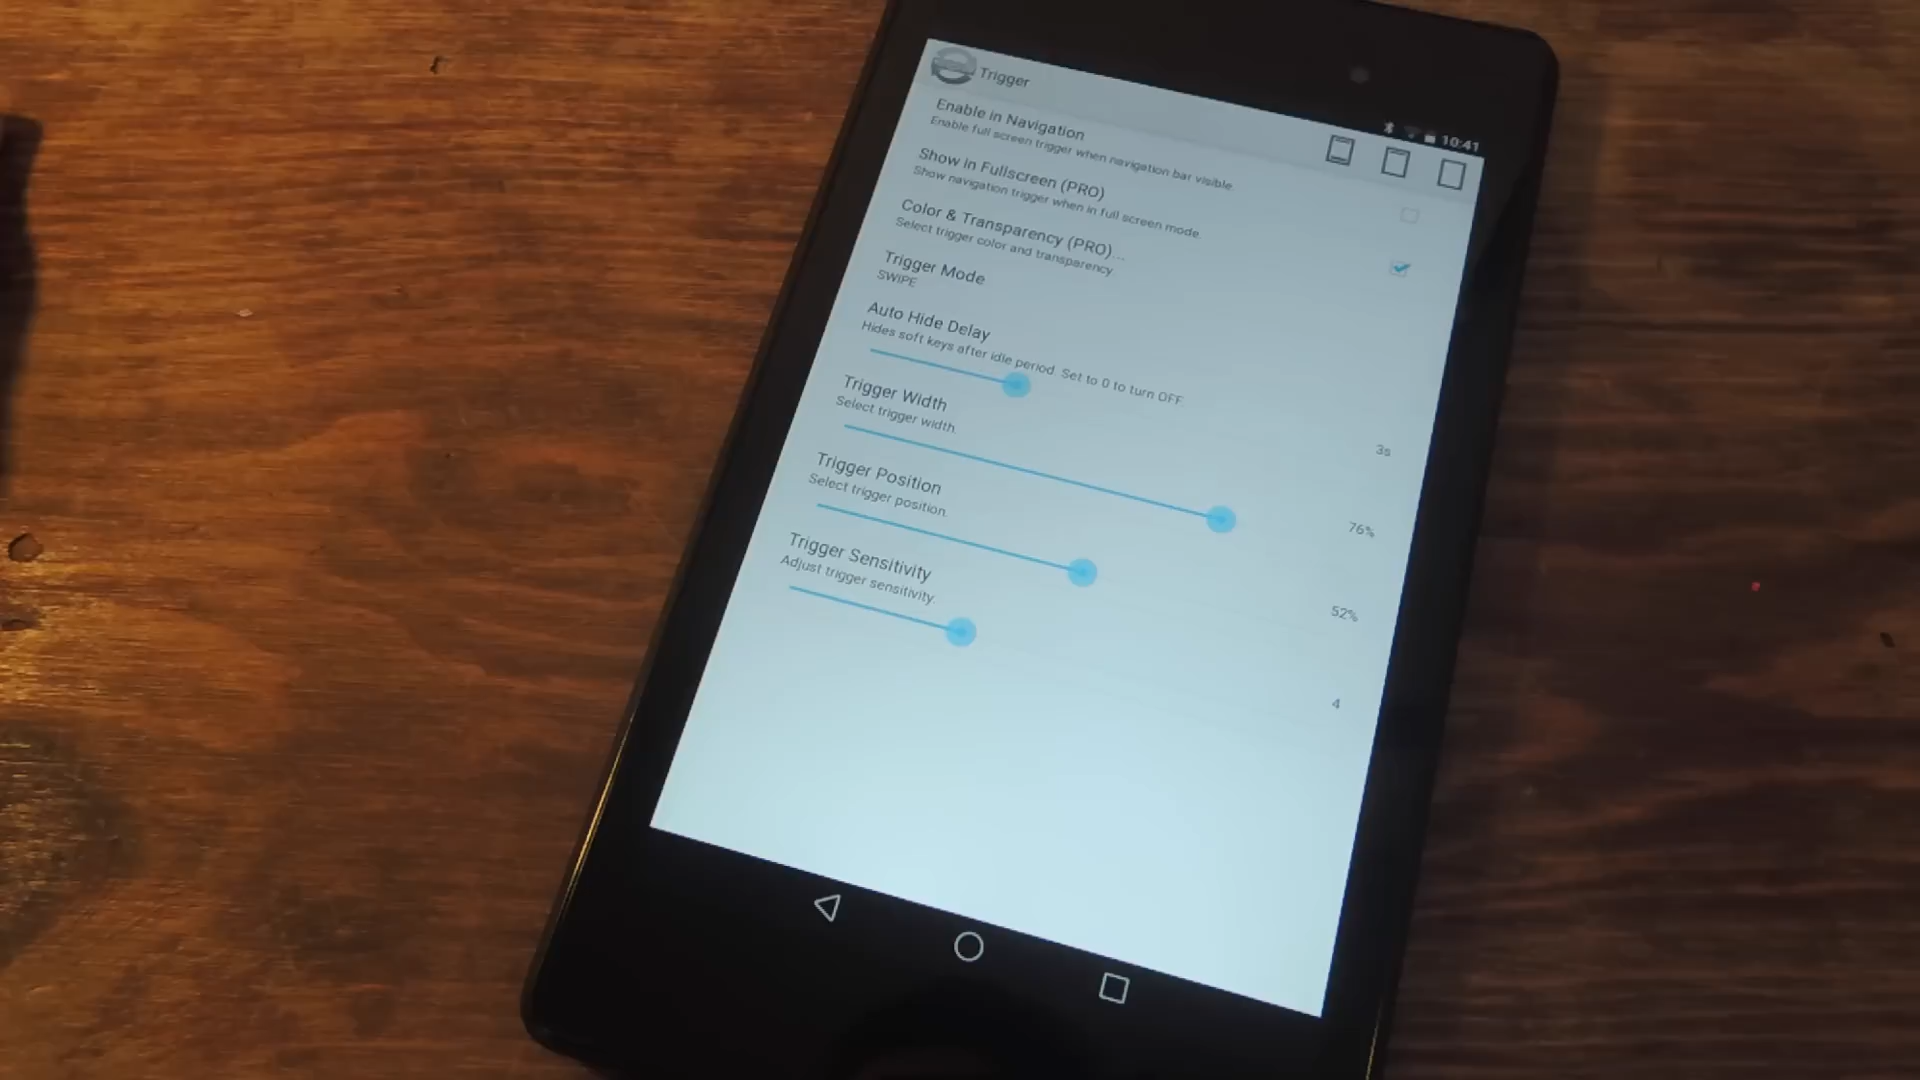 10:41
Trigger
Enable in Navigation
Enable full screen trigger when navigation bar visible.
Show in Fullscreen (PRO)
Show navigation trigger when in full screen mode.
Color & Transparency (PRO)...
Select trigger color and transparency
Trigger Mode
SWIPE
Auto Hide Delay
Hides soft keys after idle period. Set to 0 to turn OFF
3s
Trigger Width
Select trigger width.
76%
Trigger Position
Select trigger position.
52%
Trigger Sensitivity
Adjust trigger sensitivity.
4